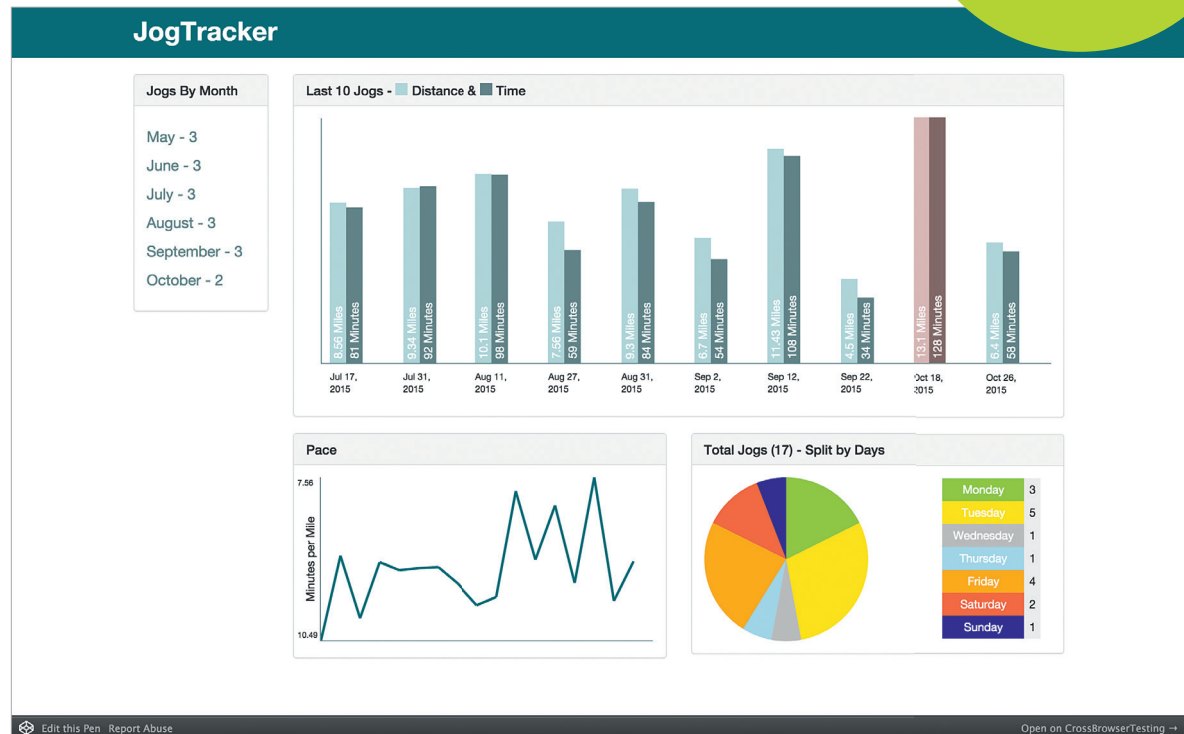 JogTracker
Jogs By Month
May - 3
June - 3
July - 3
August - 3
September - 3
October - 2
Last 10 Jogs - Distance & Time
8.56 Miles
81 Minutes
9.34 Miles
92 Minutes
10.1 Miles
98 Minutes
7.56 Miles
59 Minutes
9.3 Miles
84 Minutes
6.7 Miles
54 Minutes
11.43 Miles
108 Minutes
4.5 Miles
34 Minutes
13.1 Miles
128 Minutes
6.4 Miles
58 Minutes
Jul 17,
2015
Jul 31,
2015
Aug 11,
2015
Aug 27,
2015
Aug 31,
2015
Sep 2,
2015
Sep 12,
2015
Sep 22,
2015
Oct 18,
2015
Oct 26,
2015
Pace
7.56
Minutes per Mile
10.49
Total Jogs (17) - Split by Days
Monday 3
Tuesday 5
Wednesday 1
Thursday 1
Friday 4
Saturday 2
Sunday 1
Edit this Pen Report Abuse
Open on CrossBrowserTesting →